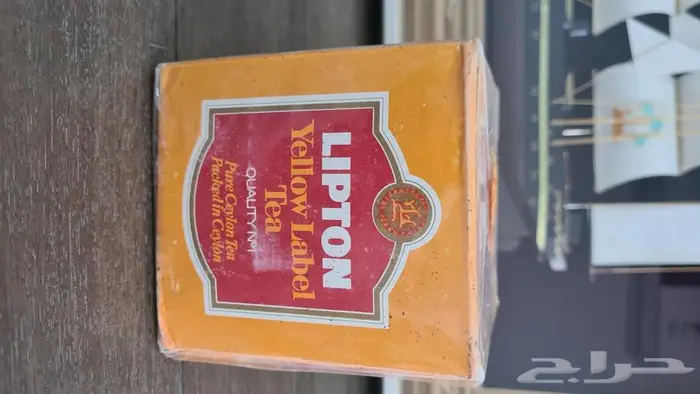 LIPTON
Yellow Label
Tea
QUALITY No1
Pure Ceylon Tea
Packed in Ceylon
حراج